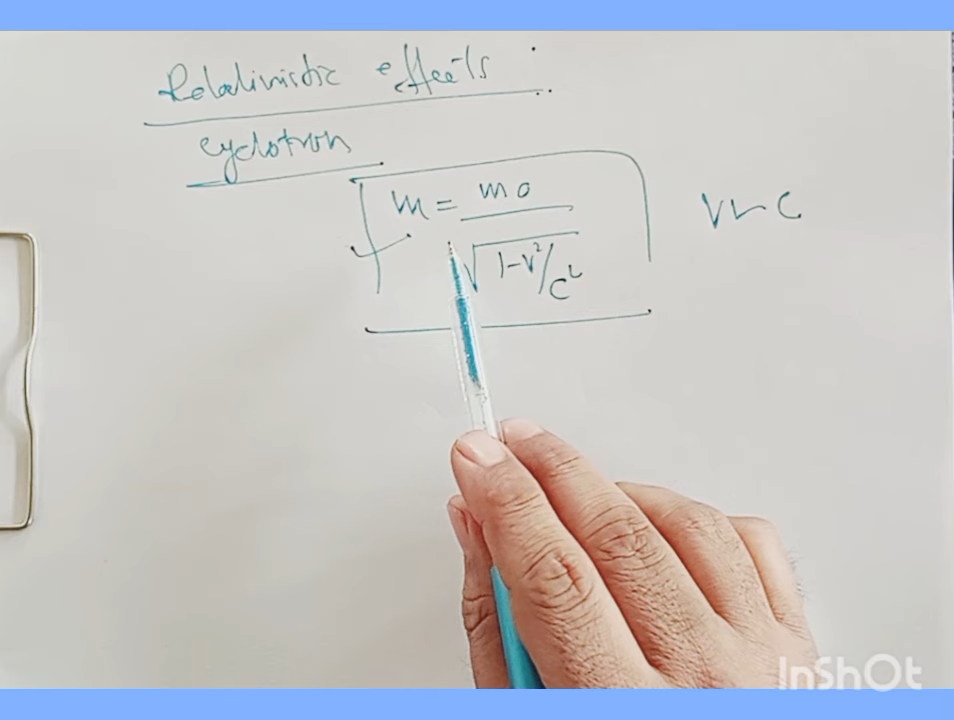 Relativistic effects
cyclotron
m = m0 / √1-v²/c²
v ~ c
InShOt